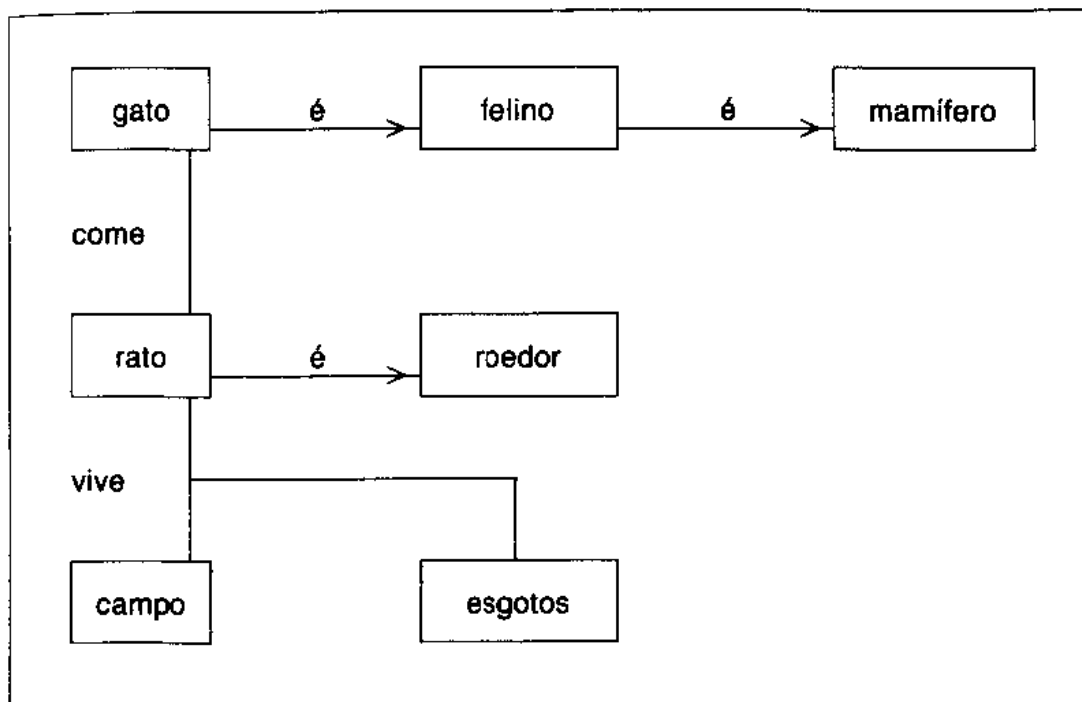 gato é felino é mamífero
come
rato é roedor
vive
campo esgotos